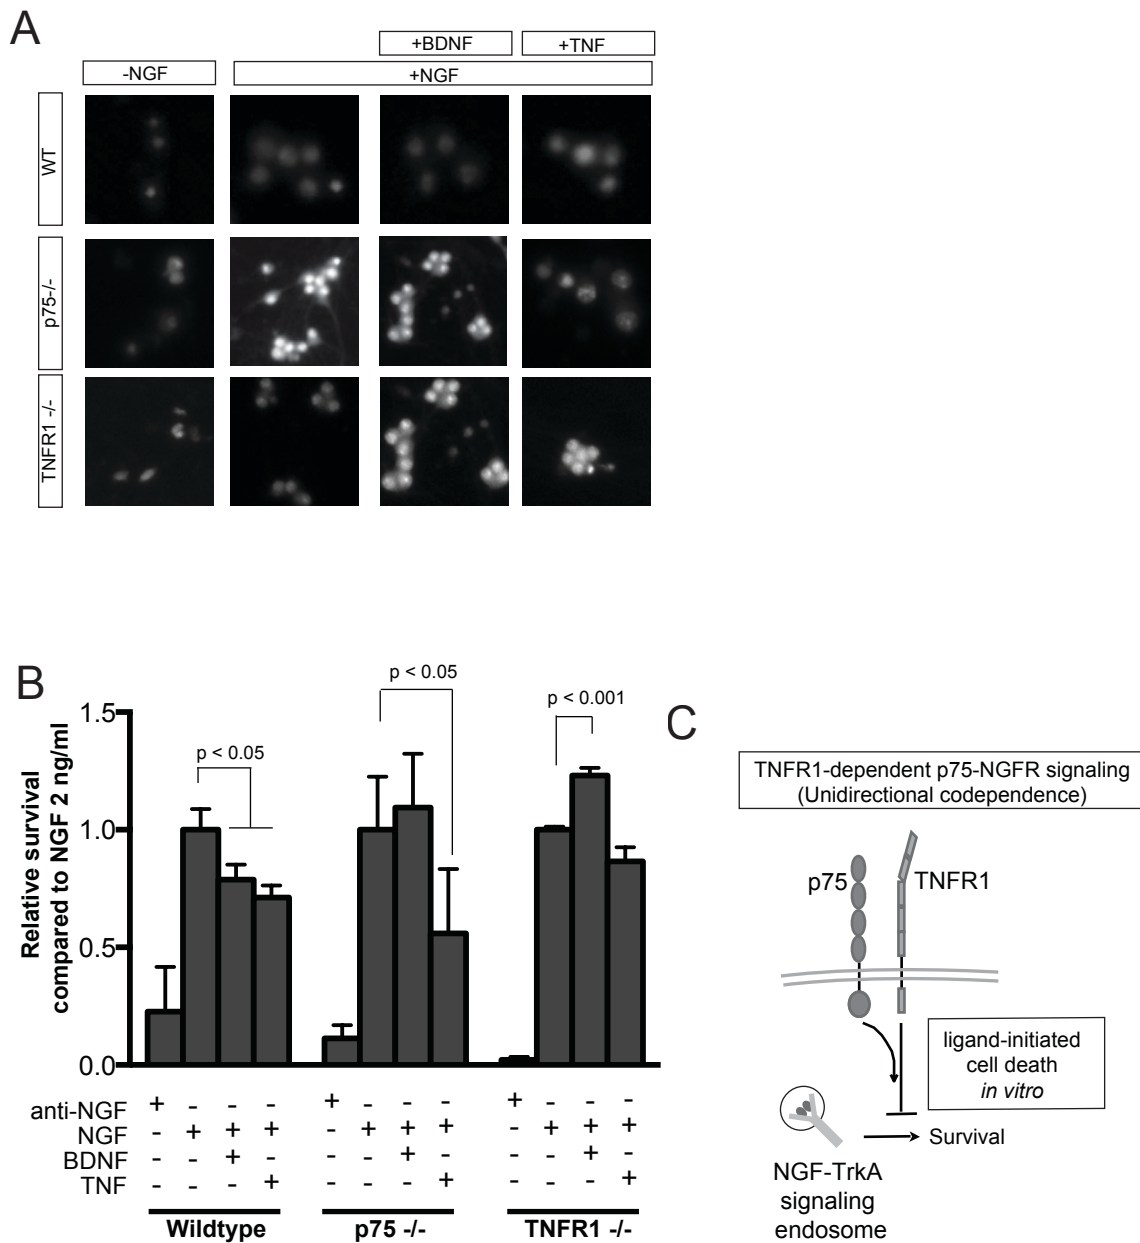 A
+BDNF
+TNF
-NGF
+NGF
WT
p75-/-
TNFR1 -/-
B
p < 0.05
p < 0.05
p < 0.001
1.5
1.0
0.5
0.0
Relative survival
compared to NGF 2 ng/ml
anti-NGF + - - - + - - - + - - -
NGF - + + + - + + + - + + +
BDNF - - + - - - + - - - + -
TNF - - - + - - - + - - - +
Wildtype
p75 -/-
TNFR1 -/-
C
TNFR1-dependent p75-NGFR signaling
(Unidirectional codependence)
p75
TNFR1
ligand-initiated
cell death
in vitro
Survival
NGF-TrkA
signaling
endosome